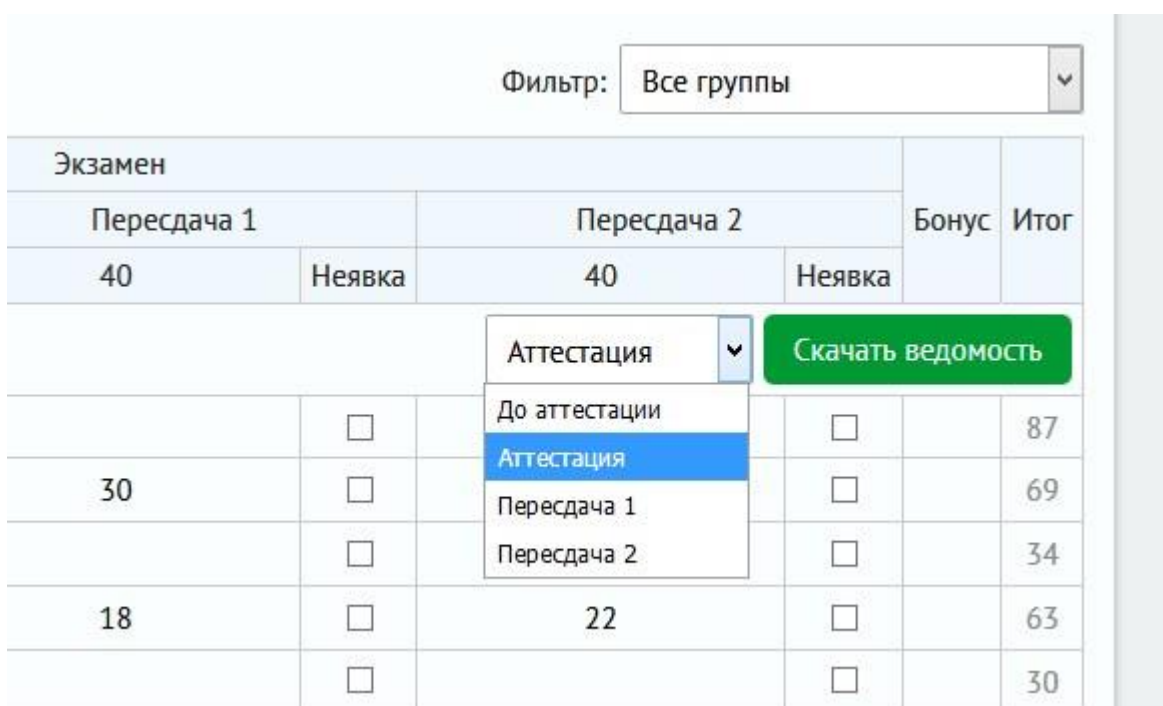 Фильтр: Все группы
Экзамен
Пересдача 1 Пересдача 2 Бонус Итог
40 Неявка 40 Неявка
Аттестация Скачать ведомость
До аттестации
87
Аттестация
30 69
Пересдача 1
Пересдача 2
34
18 22 63
30